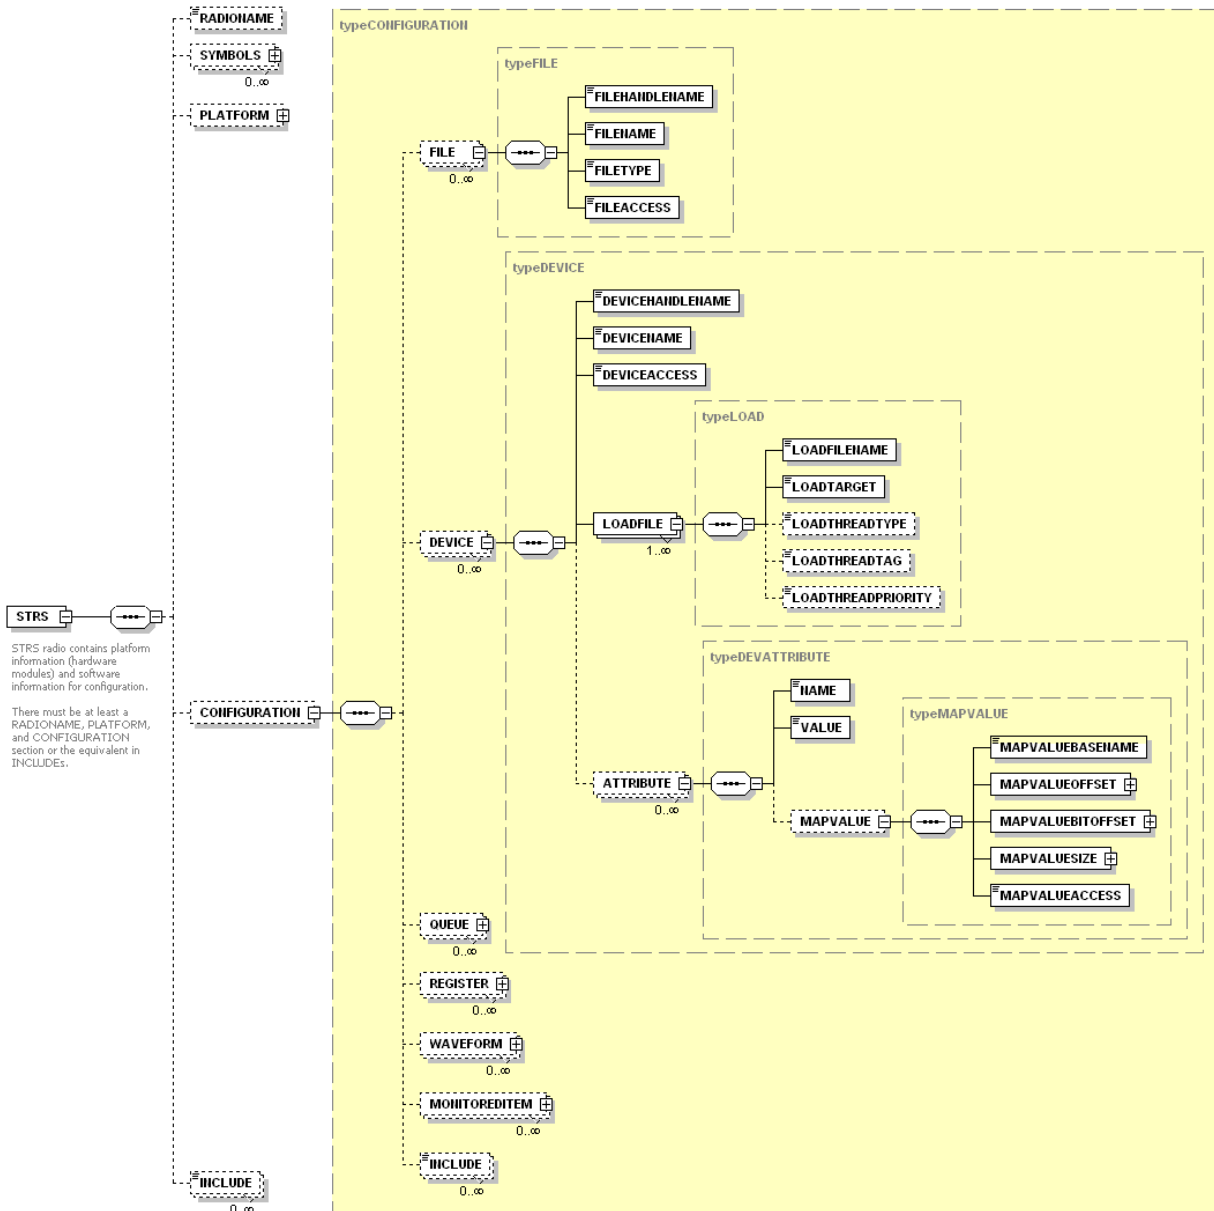 RADIONAME
typeCONFIGURATION
SYMBOLS
0..∞
typeFILE
FILEHANDLENAME
PLATFORM
FILENAME
FILE
0..∞
FILETYPE
FILEACCESS
typeDEVICE
DEVICEHANDLENAME
DEVICENAME
DEVICEACCESS
typeLOAD
LOADFILENAME
LOADTARGET
LOADFILE
1..∞
LOADTHREADTYPE
DEVICE
0..∞
LOADTHREADTAG
LOADTHREADPRIORITY
STRS
STRS radio contains platform
information (hardware
modules) and software
information for configuration.
There must be at least a
RADIONAME, PLATFORM,
and CONFIGURATION
section or the equivalent in
INCLUDEs.
typeDEVATTRIBUTE
NAME
CONFIGURATION
typeMAPVALUE
VALUE
MAPVALUEBASENAME
ATTRIBUTE
0..∞
MAPVALUEOFFSET
MAPVALUE
MAPVALUEBITOFFSET
MAPVALUESIZE
MAPVALUEACCESS
QUEUE
0..∞
REGISTER
0..∞
WAVEFORM
0..∞
MONITOREDITEM
0..∞
INCLUDE
0..∞
INCLUDE
0..∞